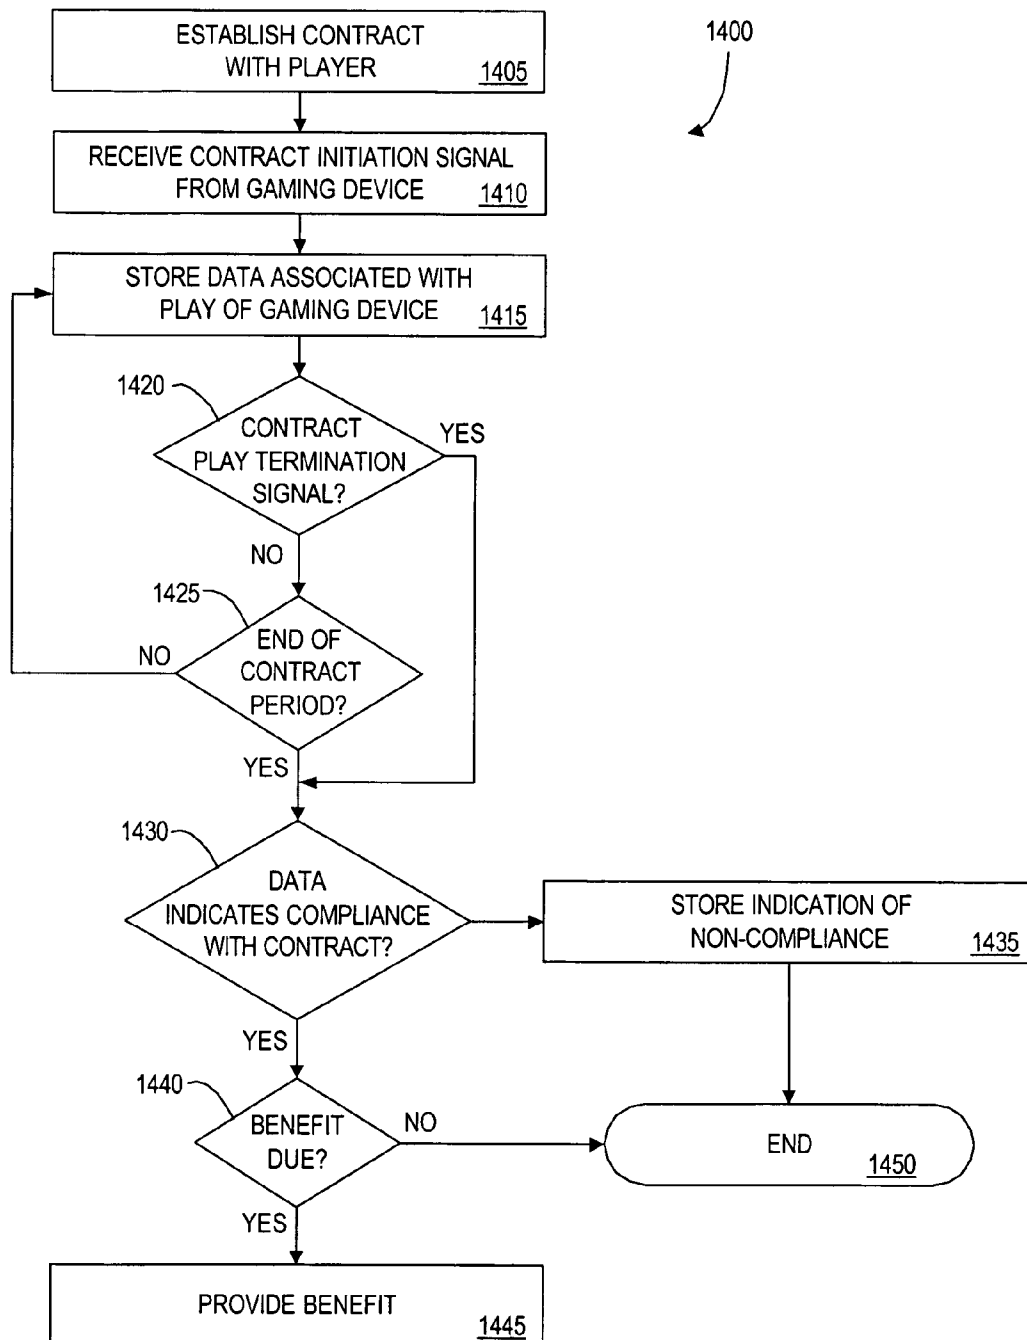 ESTABLISH CONTRACT
WITH PLAYER
1405
1400
RECEIVE CONTRACT INITIATION SIGNAL
FROM GAMING DEVICE
1410
STORE DATA ASSOCIATED WITH
PLAY OF GAMING DEVICE
1415
1420
CONTRACT
PLAY TERMINATION
SIGNAL?
YES
NO
1425
END OF
CONTRACT
PERIOD?
NO
YES
1430
DATA
INDICATES COMPLIANCE
WITH CONTRACT?
STORE INDICATION OF
NON-COMPLIANCE
1435
YES
1440
BENEFIT
DUE?
NO
END
1450
YES
PROVIDE BENEFIT
1445